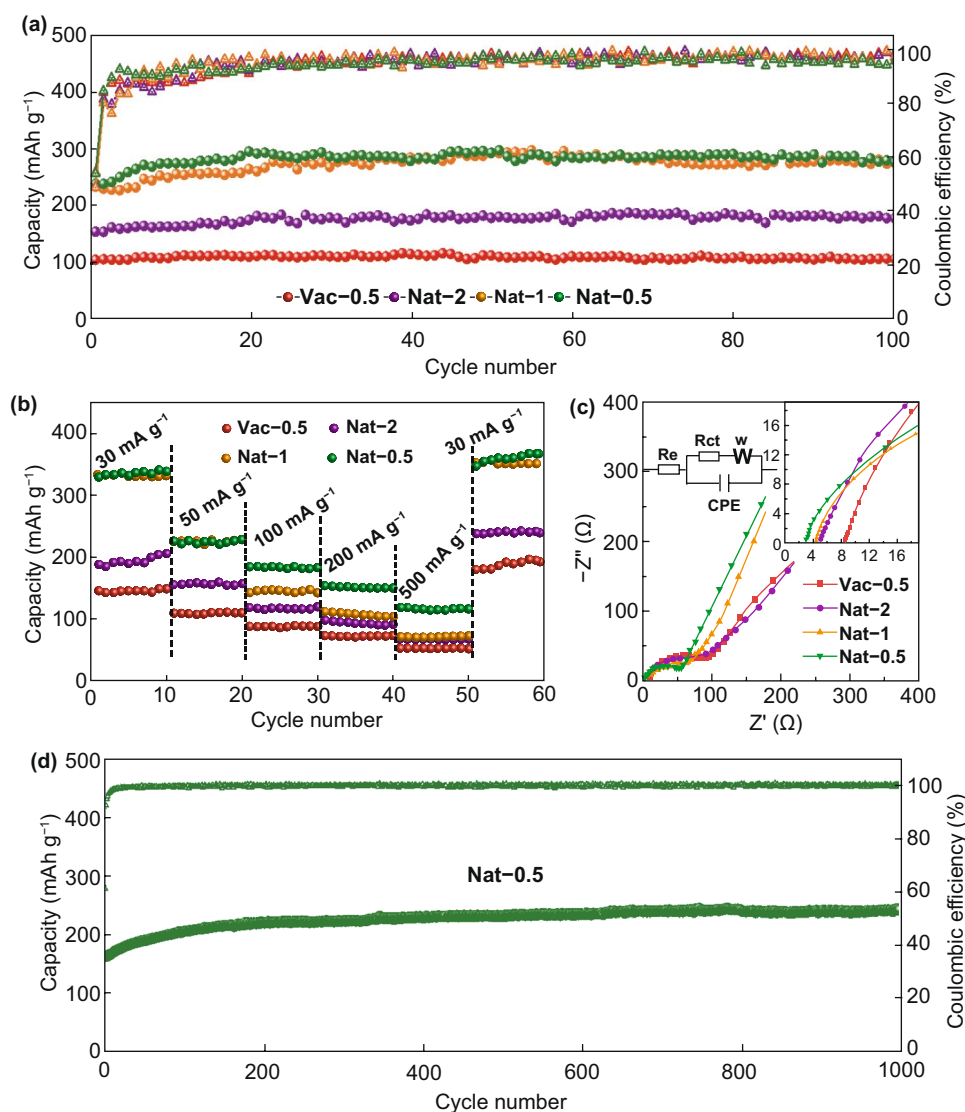 (a)
500
400
300
200
100
0
Capacity (mAh g⁻¹)
100
80
60
40
20
0
Coulombic efficiency (%)
Vac−0.5 Nat−2 Nat−1 Nat−0.5
0 20 40 60 80 100
Cycle number
(b)
400
300
200
100
0
Capacity (mAh g⁻¹)
30 mA g⁻¹
50 mA g⁻¹
100 mA g⁻¹
200 mA g⁻¹
500 mA g⁻¹
30 mA g⁻¹
Vac−0.5 Nat−2
Nat−1 Nat−0.5
0 10 20 30 40 50 60
Cycle number
(c)
400
300
200
100
0
−Z″ (Ω)
Re
Rct
w
CPE
16
12
8
4
0
4 8 12 16
Vac−0.5
Nat−2
Nat−1
Nat−0.5
0 100 200 300 400
Z′ (Ω)
(d)
500
400
300
200
100
0
Capacity (mAh g⁻¹)
100
80
60
40
20
0
Coulombic efficiency (%)
Nat−0.5
0 200 400 600 800 1000
Cycle number